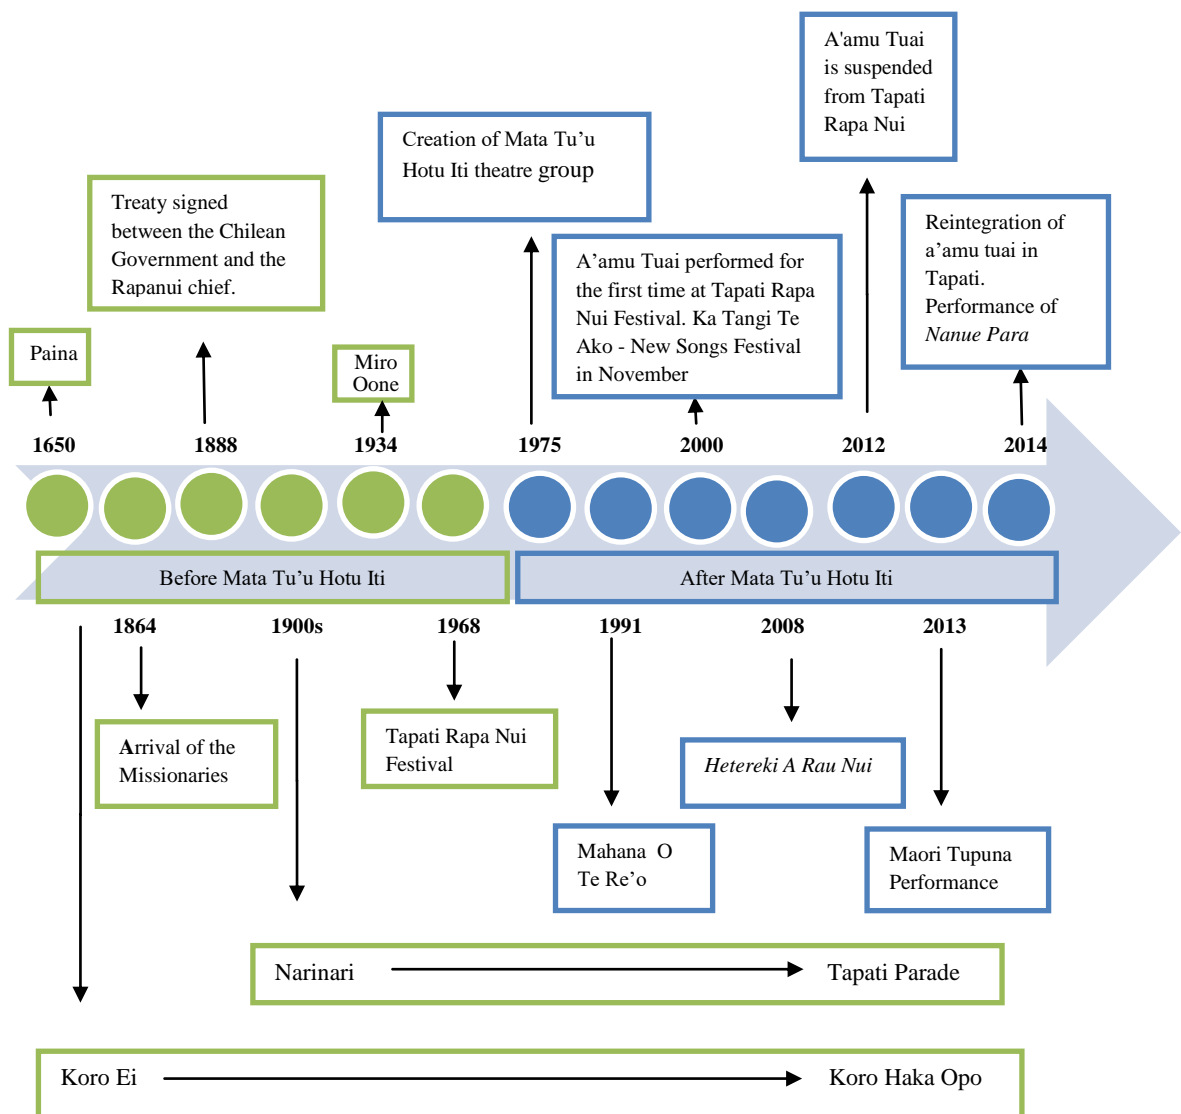 A'amu Tuai
is suspended
from Tapati
Rapa Nui
Creation of Mata Tu’u
Hotu Iti theatre group
Treaty signed
between the Chilean
Government and the
Rapanui chief.
Reintegration of
a’amu tuai in
Tapati.
Performance of
Nanue Para
A’amu Tuai performed for
the first time at Tapati Rapa
Nui Festival. Ka Tangi Te
Ako - New Songs Festival
in November
Paina
Miro
Oone
1650 1888 1934 1975 2000 2012 2014
Before Mata Tu’u Hotu Iti After Mata Tu’u Hotu Iti
1864 1900s 1968 1991 2008 2013
Arrival of the
Missionaries
Tapati Rapa Nui
Festival
Hetereki A Rau Nui
Mahana O
Te Re’o
Maori Tupuna
Performance
Narinari Tapati Parade
Koro Ei Koro Haka Opo